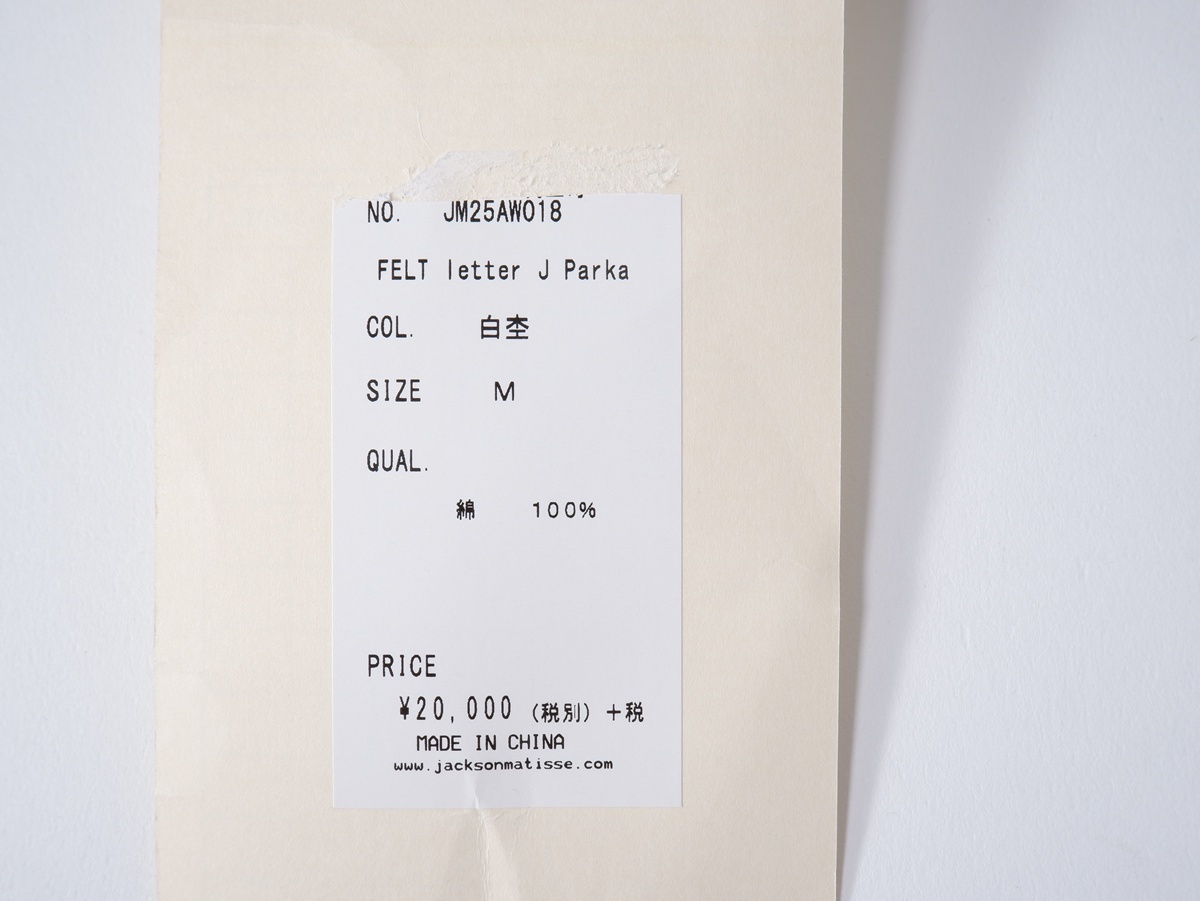 NO. JM25AW018
FELT letter J Parka
COL. 白杢
SIZE M
QUAL.
綿 100%
PRICE
¥20,000 (税別) +税
MADE IN CHINA
www.jacksonmatisse.com